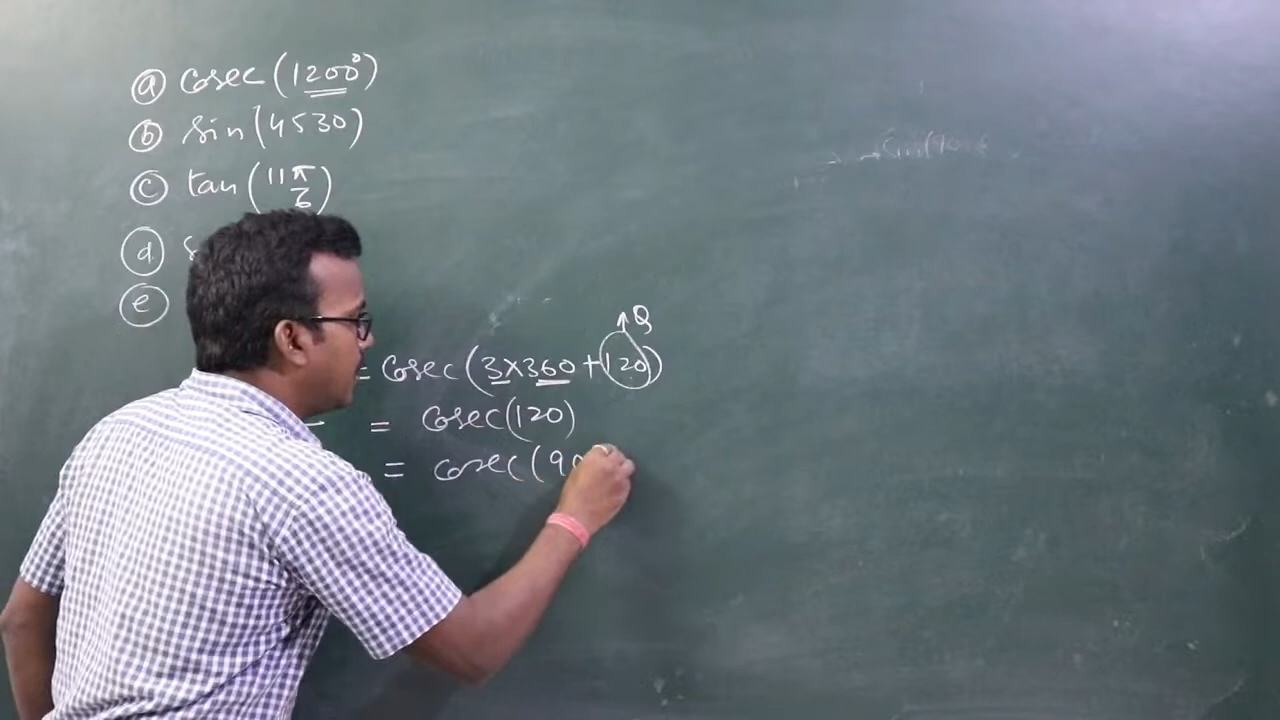 ⓐ cosec(1200°)
ⓑ sin(4530)
ⓒ tan(11π/6)
ⓓ
ⓔ
θ
= cosec(3×360+120)
= cosec(120)
= cosec(90